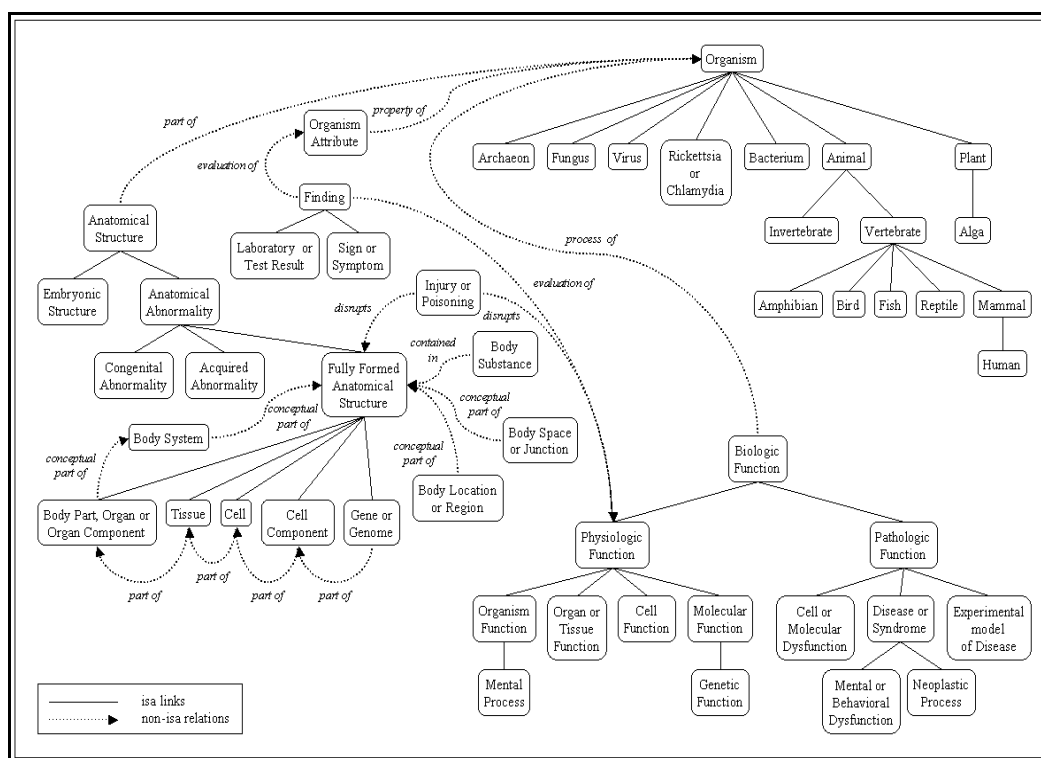 Organism
part of
property of
Organism
Attribute
evaluation of
Archaeon
Fungus
Virus
Rickettsia
or
Chlamydia
Bacterium
Animal
Plant
Finding
Anatomical
Structure
Laboratory or
Test Result
Sign or
Symptom
process of
Invertebrate
Vertebrate
Alga
Embryonic
Structure
Anatomical
Abnormality
disrupts
Injury or
Poisoning
disrupts
evaluation of
Amphibian
Bird
Fish
Reptile
Mammal
Human
Congenital
Abnormality
Acquired
Abnormality
Fully Formed
Anatomical
Structure
contained
in
Body
Substance
conceptual
part of
Body System
conceptual
part of
conceptual
part of
conceptual
part of
Body Space
or Junction
Body Location
or Region
Biologic
Function
Body Part, Organ or
Organ Component
Tissue
Cell
Cell
Component
Gene or
Genome
part of
part of
part of
part of
Physiologic
Function
Pathologic
Function
Organism
Function
Organ or
Tissue
Function
Cell
Function
Molecular
Function
Cell or
Molecular
Dysfunction
Disease or
Syndrome
Experimental
model
of Disease
Mental
Process
Genetic
Function
Mental or
Behavioral
Dysfunction
Neoplastic
Process
isa links
non-isa relations